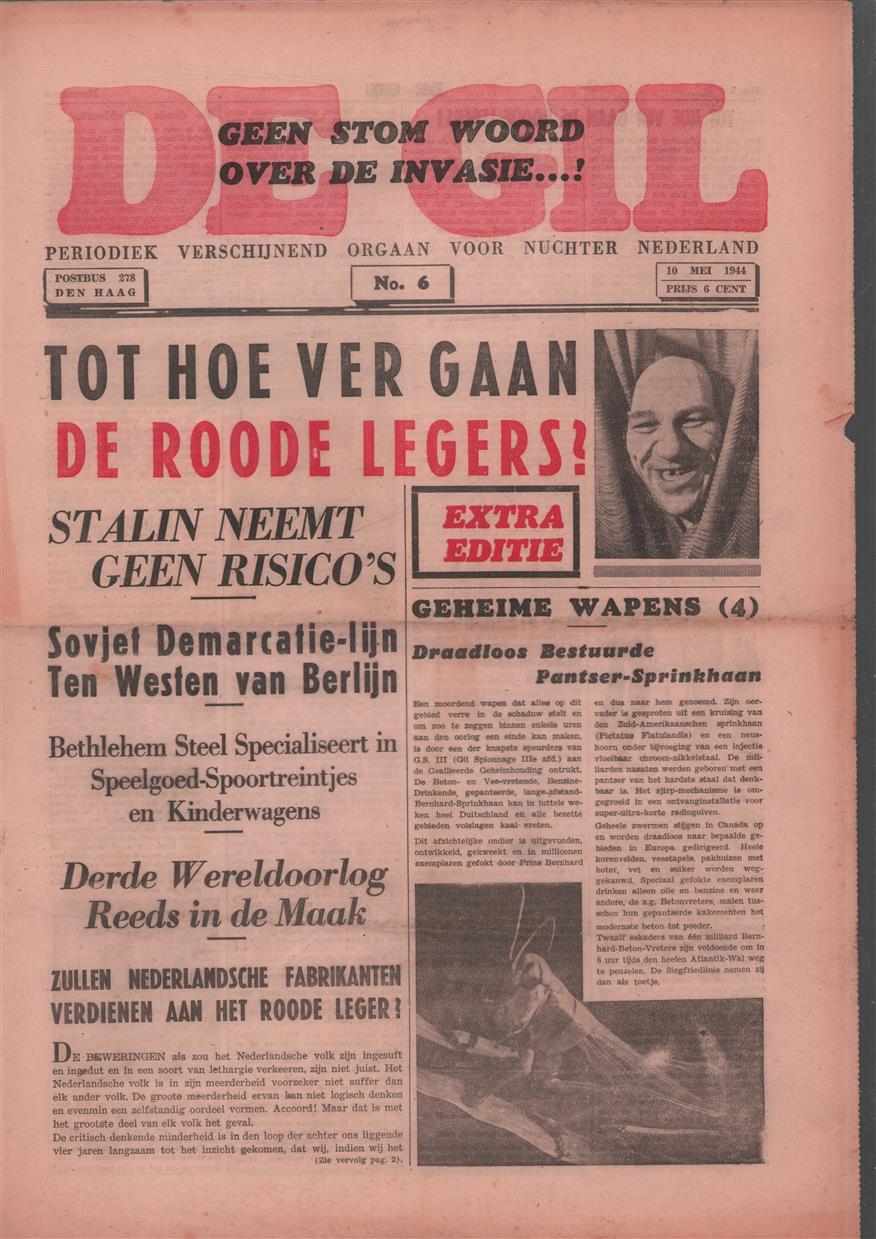 DE GIL
GEEN STOM WOORD
OVER DE INVASIE...!
PERIODIEK VERSCHIJNEND ORGAAN VOOR NUCHTER NEDERLAND
POSTBUS 278
DEN HAAG
No. 6
10 MEI 1944
PRIJS 6 CENT
TOT HOE VER GAAN
DE ROODE LEGERS?
STALIN NEEMT
GEEN RISICO'S
Sovjet Demarcatie-lijn
Ten Westen van Berlijn
Bethlehem Steel Specialiseert in
Speelgoed-Spoortreintjes
en Kinderwagens
Derde Wereldoorlog
Reeds in de Maak
ZULLEN NEDERLANDSCHE FABRIKANTEN
VERDIENEN AAN HET ROODE LEGER?
DE BEWERINGEN als zou het Nederlandsche volk zijn ingesuft
en ingedut en in een soort van lethargie verkeeren, zijn niet juist. Het
Nederlandsche volk is in zijn meerderheid voorzeker niet suffer dan
elk ander volk. De groote meerderheid ervan kan niet logisch denken
en evenmin een zelfstandig oordeel vormen. Accoord! Maar dat is met
het grootste deel van elk volk het geval.
De critisch denkende minderheid is in den loop der achter ons liggende
vier jaren langzaam tot het inzicht gekomen, dat wij, indien wij het
(Zie vervolg pag. 2).
EXTRA
EDITIE
GEHEIME WAPENS (4)
Draadloos Bestuurde
Pantser-Sprinkhaan
Een moordend wapen dat alles op dit
gebied verre in de schaduw stelt en
om zoo te zeggen binnen enkele uren
aan den oorlog een einde kan maken,
is door een der knapste speurders van
G.S. III (Gil Spionnage IIIe afd.) aan
de Geallieerde Geheimhouding ontrukt.
De Beton- en Vee-vretende, Benzine-
Drinkende, gepantserde, lange-afstand-
Bernhard-Sprinkhaan kan in luttele we-
ken heel Duitschland en alle bezette
gebieden volslagen kaal vreten.
Dit afzichtelijke ondier is uitgevonden,
ontwikkeld, gekweekt en in millioenen
exemplaren gefokt door Prins Bernhard
en dus naar hem genoemd. Zijn oer-
vader is gesproten uit een kruising van
den Zuid-Amerikaanschen sprinkhaan
(Pictatus Flatulandis) en een neus-
hoorn onder bijvoeging van een injectie
vloeibaar chroom-nikkelstaal. De mil-
liarden nazaten werden geboren met een
pantser van het hardste staal dat denk-
baar is. Het sjirp-mechanisme is om-
gegroeid in een ontvanginstallatie voor
super-ultra-korte radiogolven.
Geheele zwermen stijgen in Canada op
en worden draadloos naar bepaalde ge-
bieden in Europa gedirigeerd. Heele
korenvelden, veestapels, pakhuizen met
boter, vet en suiker worden weg-
gekauwd. Speciaal gefokte exemplaren
drinken alleen olie en benzine en weer
andere, de z.g. Betonvreters, malen tus-
schen hun gepantserde kakementen het
modernste beton tot poeder.
Twaalf eskaders van één milliard Bern-
hard-Beton-Vreters zijn voldoende om in
8 uur tijds den heelen Atlantik-Wal weg
te peuzelen. De Siegfriedlinie nemen zij
dan als toetje.